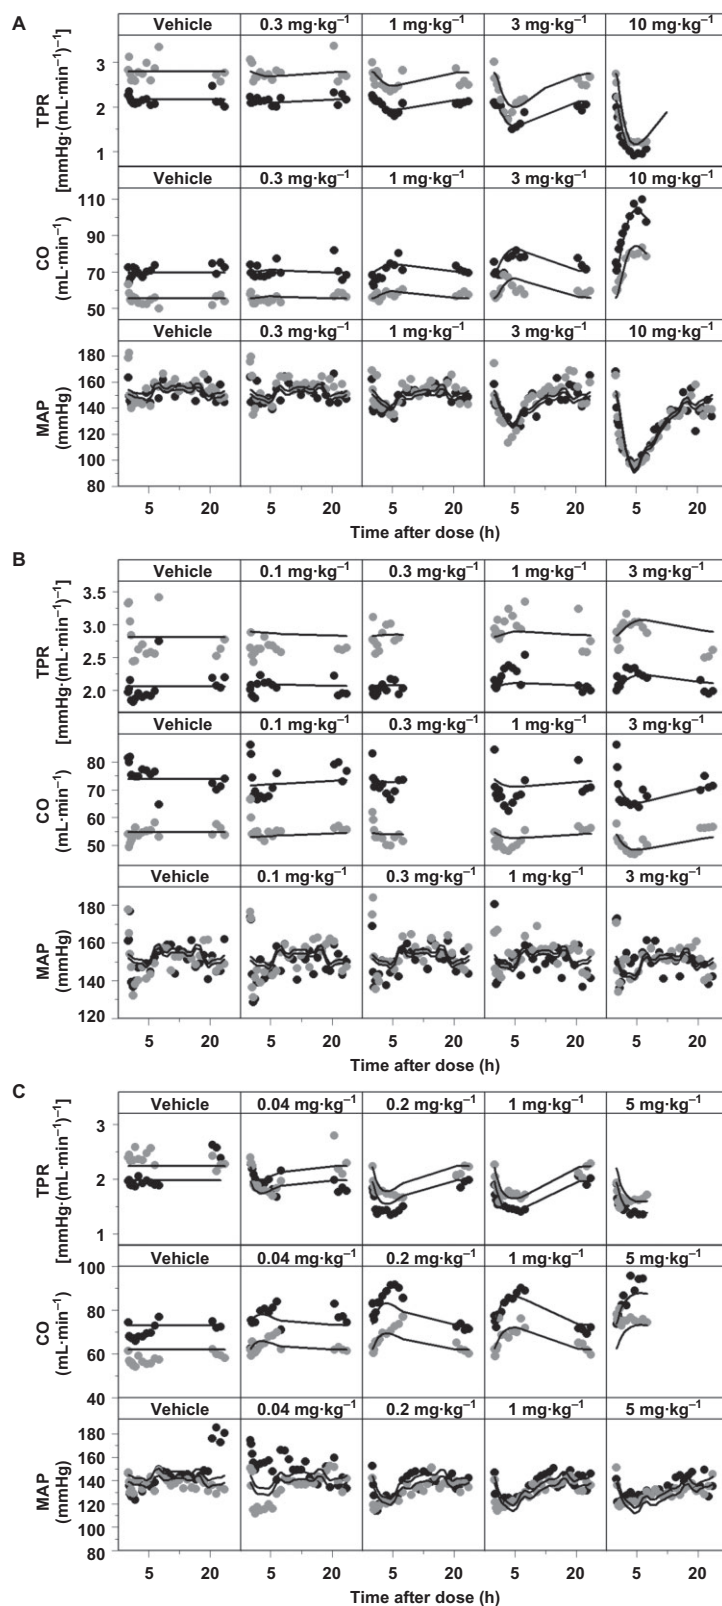 A
Vehicle 0.3 mg·kg⁻¹ 1 mg·kg⁻¹ 3 mg·kg⁻¹ 10 mg·kg⁻¹
TPR
[mmHg·(mL·min⁻¹)⁻¹]
3
2
1
Vehicle 0.3 mg·kg⁻¹ 1 mg·kg⁻¹ 3 mg·kg⁻¹ 10 mg·kg⁻¹
CO
(mL·min⁻¹)
110
90
70
50
Vehicle 0.3 mg·kg⁻¹ 1 mg·kg⁻¹ 3 mg·kg⁻¹ 10 mg·kg⁻¹
MAP
(mmHg)
180
160
140
120
100
80
5 20 5 20 5 20 5 20 5 20
Time after dose (h)
B
Vehicle 0.1 mg·kg⁻¹ 0.3 mg·kg⁻¹ 1 mg·kg⁻¹ 3 mg·kg⁻¹
TPR
[mmHg·(mL·min⁻¹)⁻¹]
3.5
3.0
2.5
2.0
Vehicle 0.1 mg·kg⁻¹ 0.3 mg·kg⁻¹ 1 mg·kg⁻¹ 3 mg·kg⁻¹
CO
(mL·min⁻¹)
80
70
60
50
Vehicle 0.1 mg·kg⁻¹ 0.3 mg·kg⁻¹ 1 mg·kg⁻¹ 3 mg·kg⁻¹
MAP
(mmHg)
180
160
140
120
5 20 5 20 5 20 5 20 5 20
Time after dose (h)
C
Vehicle 0.04 mg·kg⁻¹ 0.2 mg·kg⁻¹ 1 mg·kg⁻¹ 5 mg·kg⁻¹
TPR
[mmHg·(mL·min⁻¹)⁻¹]
3
2
1
Vehicle 0.04 mg·kg⁻¹ 0.2 mg·kg⁻¹ 1 mg·kg⁻¹ 5 mg·kg⁻¹
CO
(mL·min⁻¹)
100
80
60
40
Vehicle 0.04 mg·kg⁻¹ 0.2 mg·kg⁻¹ 1 mg·kg⁻¹ 5 mg·kg⁻¹
MAP
(mmHg)
180
160
140
120
100
80
5 20 5 20 5 20 5 20 5 20
Time after dose (h)